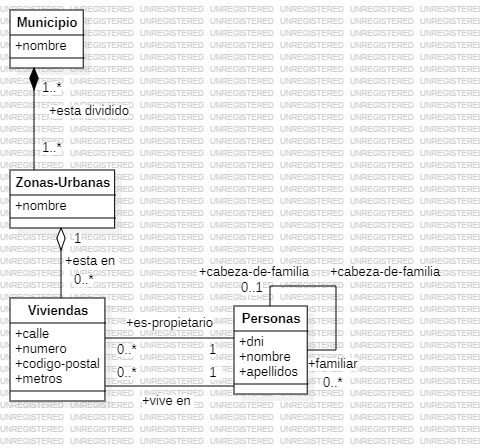 Municipio
+nombre
1..*
+esta dividido
1..*
Zonas-Urbanas
+nombre
1
+esta en
0..*
+cabeza-de-familia +cabeza-de-familia
0..1
Viviendas
+calle
+numero
+codigo-postal
+metros
+es-propietario
0..* 1
0..* 1
+vive en
Personas
+dni
+nombre
+apellidos
+familiar
0..*
UNREGISTERED